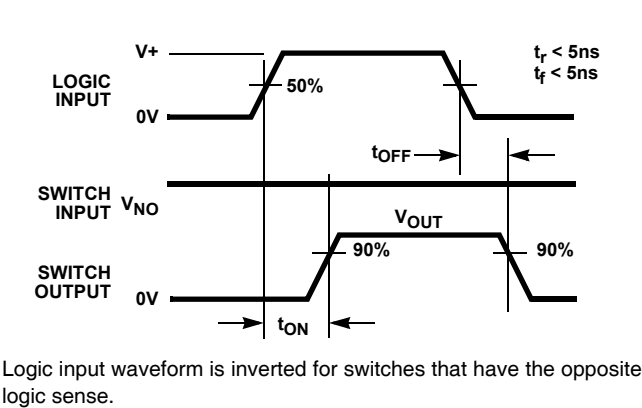 V+
LOGIC
INPUT
50%
0V
tr < 5ns
tf < 5ns
tOFF
SWITCH
INPUT
VNO
VOUT
SWITCH
OUTPUT
90%
90%
0V
tON
Logic input waveform is inverted for switches that have the opposite
logic sense.